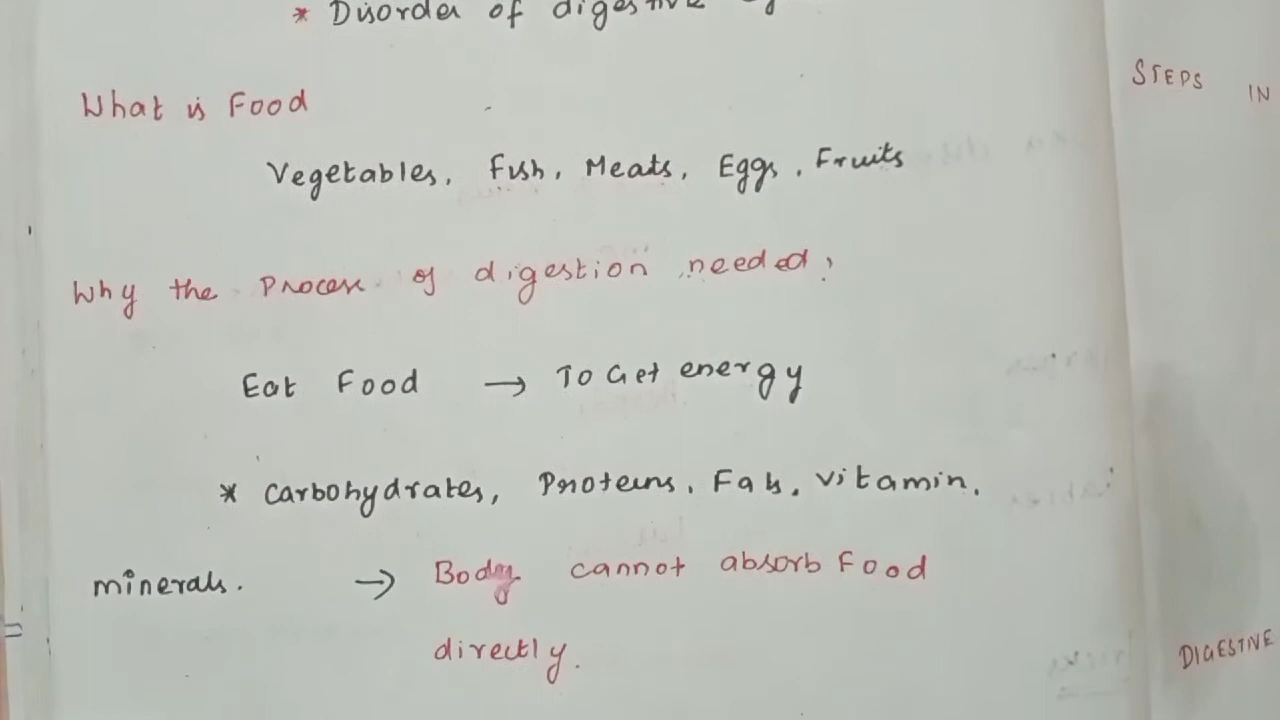 * Disorder of digestive
What is Food
Vegetables, Fish, Meats, Eggs, Fruits
Why the Process of digestion needed?
Eat Food → To Get energy
* carbohydrates, Proteins, Fats, vitamin,
minerals. → Body cannot absorb Food
directly.
STEPS IN
DIGESTIVE